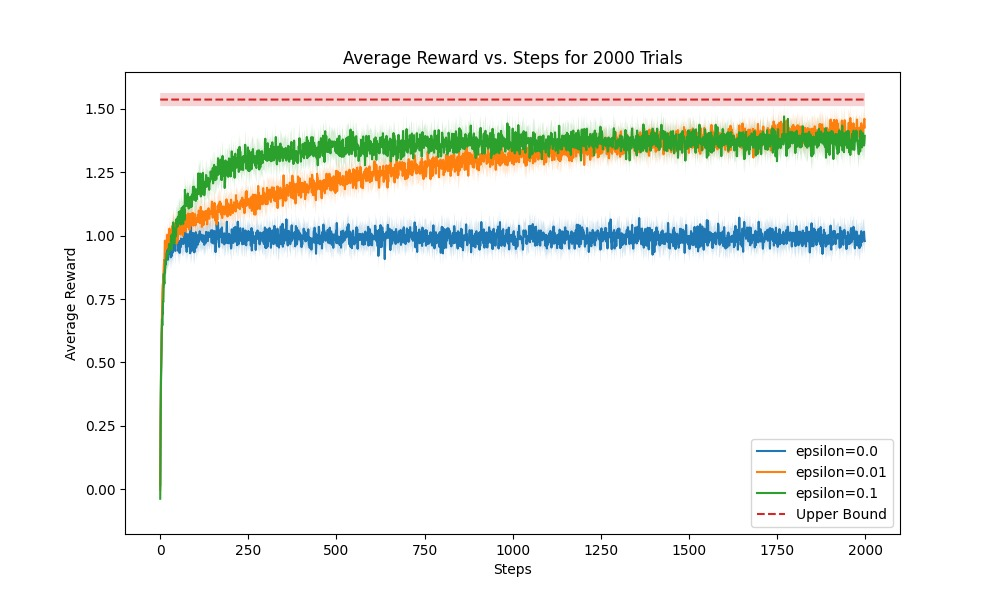 Average Reward vs. Steps for 2000 Trials
Average Reward
1.50
1.25
1.00
0.75
0.50
0.25
0.00
0 250 500 750 1000 1250 1500 1750 2000
Steps
epsilon=0.0
epsilon=0.01
epsilon=0.1
Upper Bound